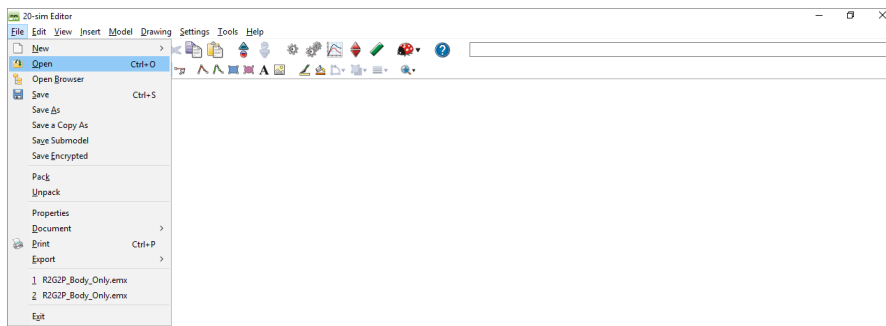 20-sim Editor
File Edit View Insert Model Drawing Settings Tools Help
New
Open Ctrl+O
Open Browser
Save Ctrl+S
Save As
Save a Copy As
Save Submodel
Save Encrypted
Pack
Unpack
Properties
Document
Print Ctrl+P
Export
1 R2G2P_Body_Only.emx
2 R2G2P_Body_Only.emx
Exit